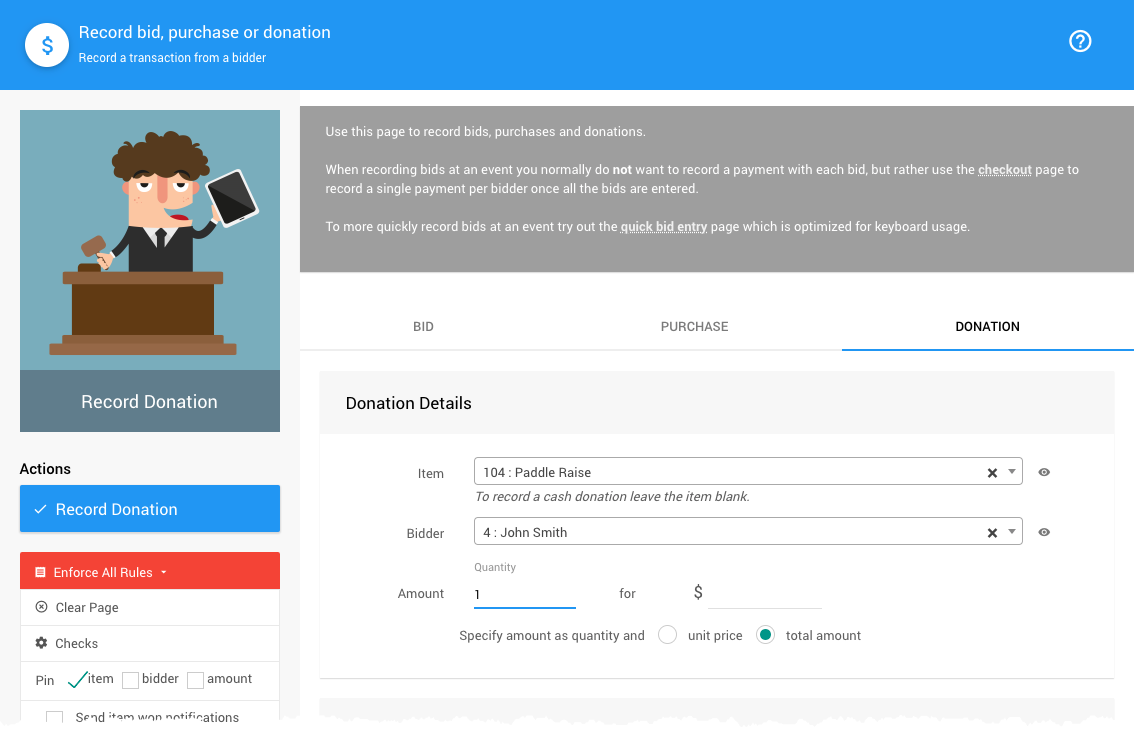 $
Record bid, purchase or donation
Record a transaction from a bidder
?
Use this page to record bids, purchases and donations.
When recording bids at an event you normally do not want to record a payment with each bid, but rather use the checkout page to
record a single payment per bidder once all the bids are entered.
To more quickly record bids at an event try out the quick bid entry page which is optimized for keyboard usage.
Record Donation
Actions
Record Donation
Enforce All Rules
Clear Page
Checks
Pin item bidder amount
Send item won notifications
BID PURCHASE DONATION
Donation Details
Item 104 : Paddle Raise
To record a cash donation leave the item blank.
Bidder 4 : John Smith
Quantity
Amount 1 for $
Specify amount as quantity and unit price total amount